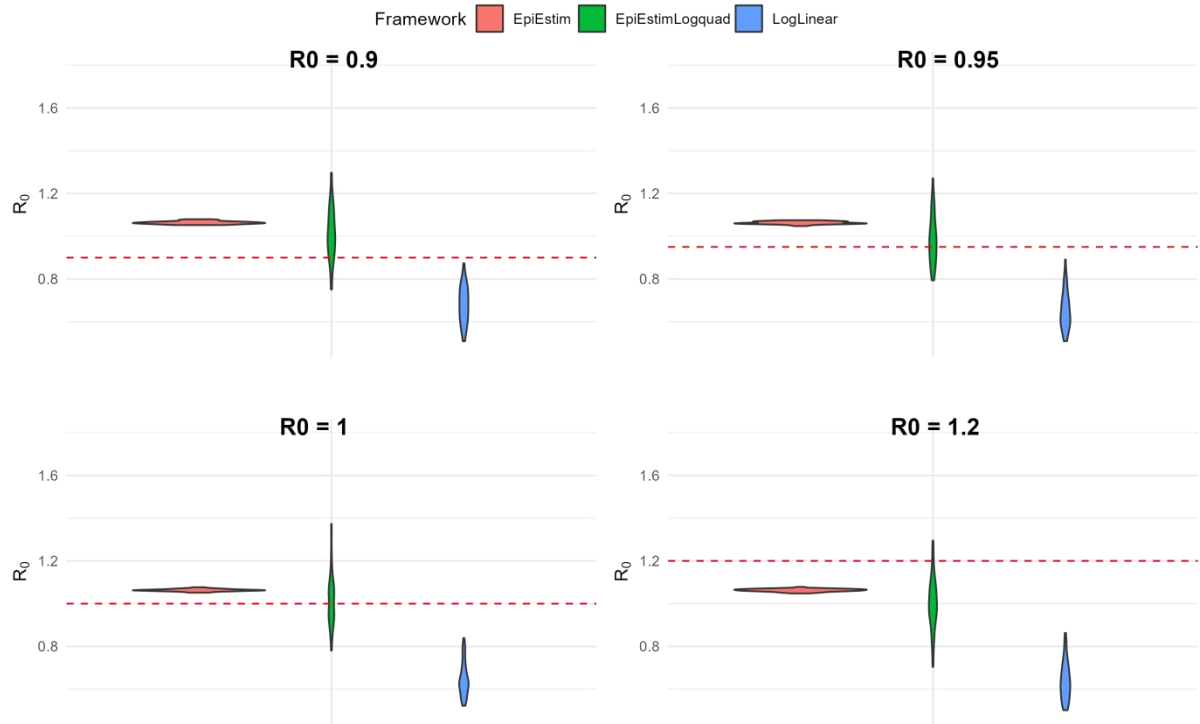 Framework EpiEstim EpiEstimLogquad LogLinear
R0 = 0.9
1.6
1.2
0.8
R0
R0 = 0.95
1.6
1.2
0.8
R0
R0 = 1
1.6
1.2
0.8
R0
R0 = 1.2
1.6
1.2
0.8
R0